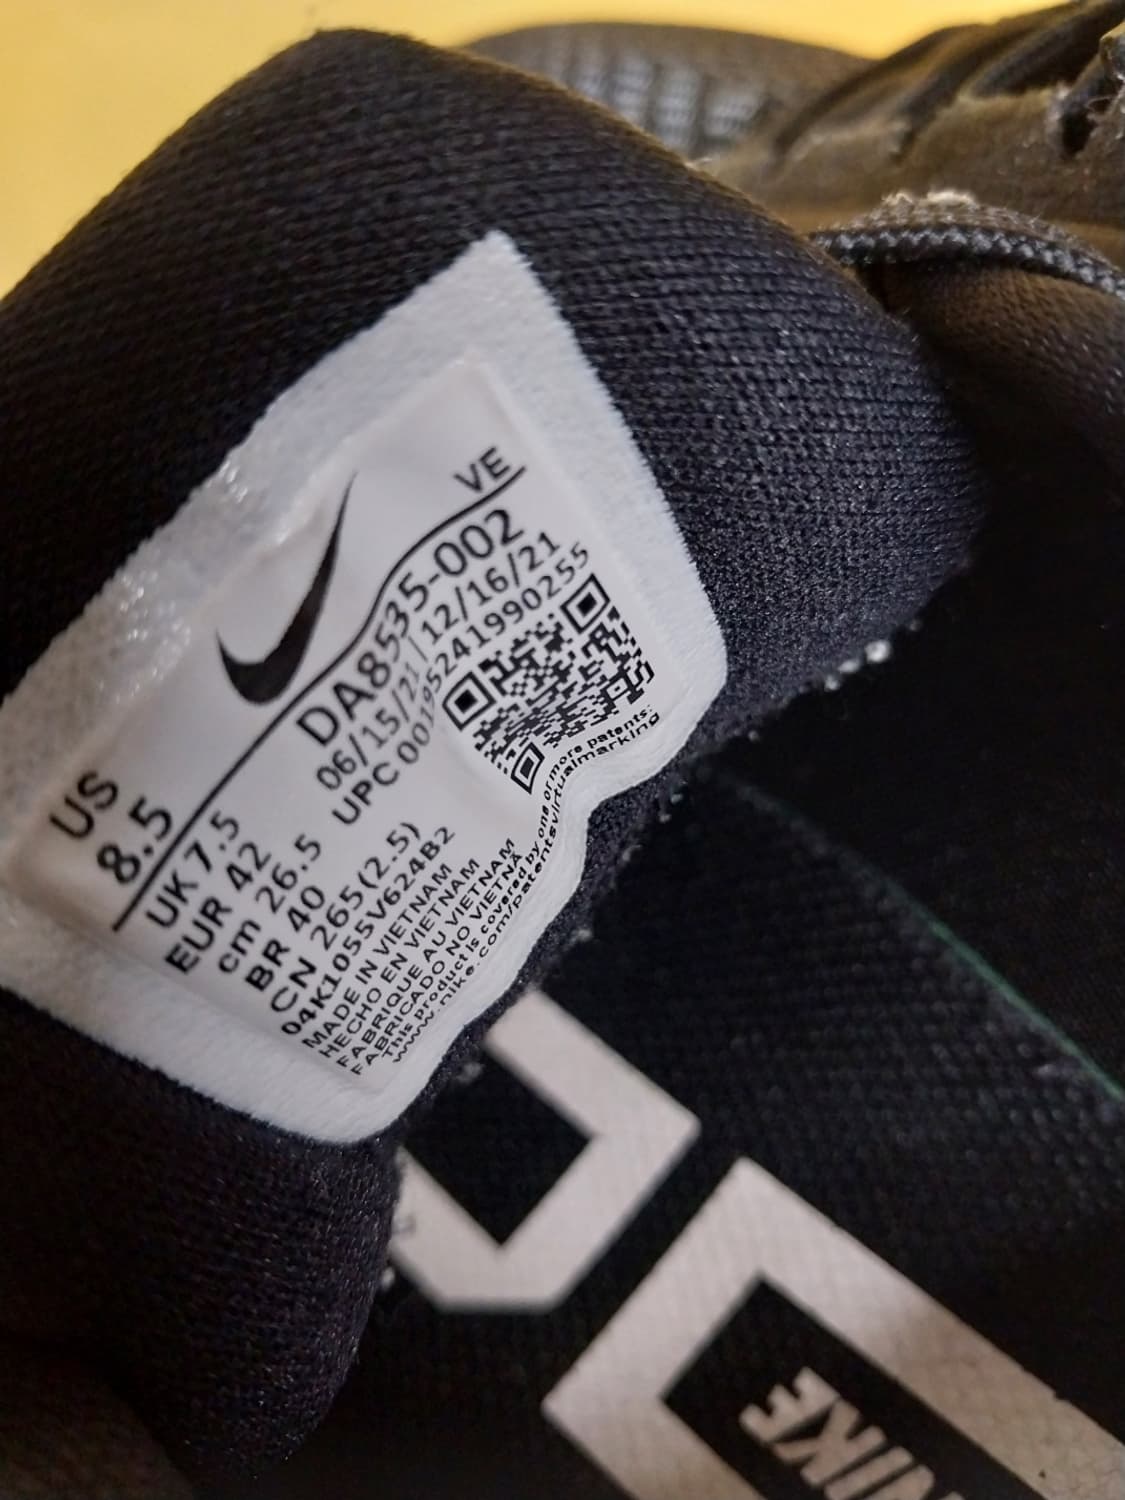 VE
US
8.5
UK 7.5
EUR 42
cm 26.5
BR 40
CN 265(2.5)
DA8535-002
06/15/21/12/16/21
UPC 00195241990255
04K1055V624B2
MADE IN VIETNAM
HECHO EN VIETNAM
FABRIQUE AU VIETNAM
FABRICADO NO VIETNÃ
This product is covered by one or more patents:
www.nike.com/patentsvirtualmarking
NIKE